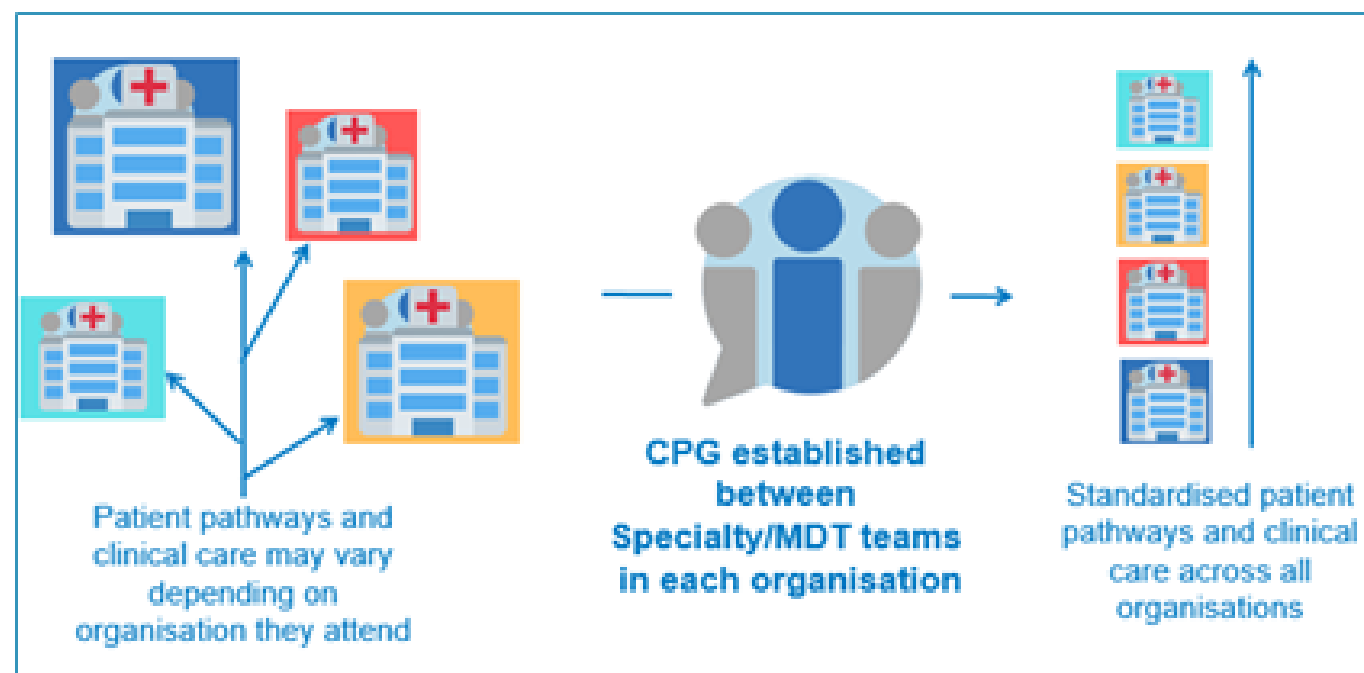 Patient pathways and
clinical care may vary
depending on
organisation they attend
CPG established
between
Specialty/MDT teams
in each organisation
Standardised patient
pathways and clinical
care across all
organisations